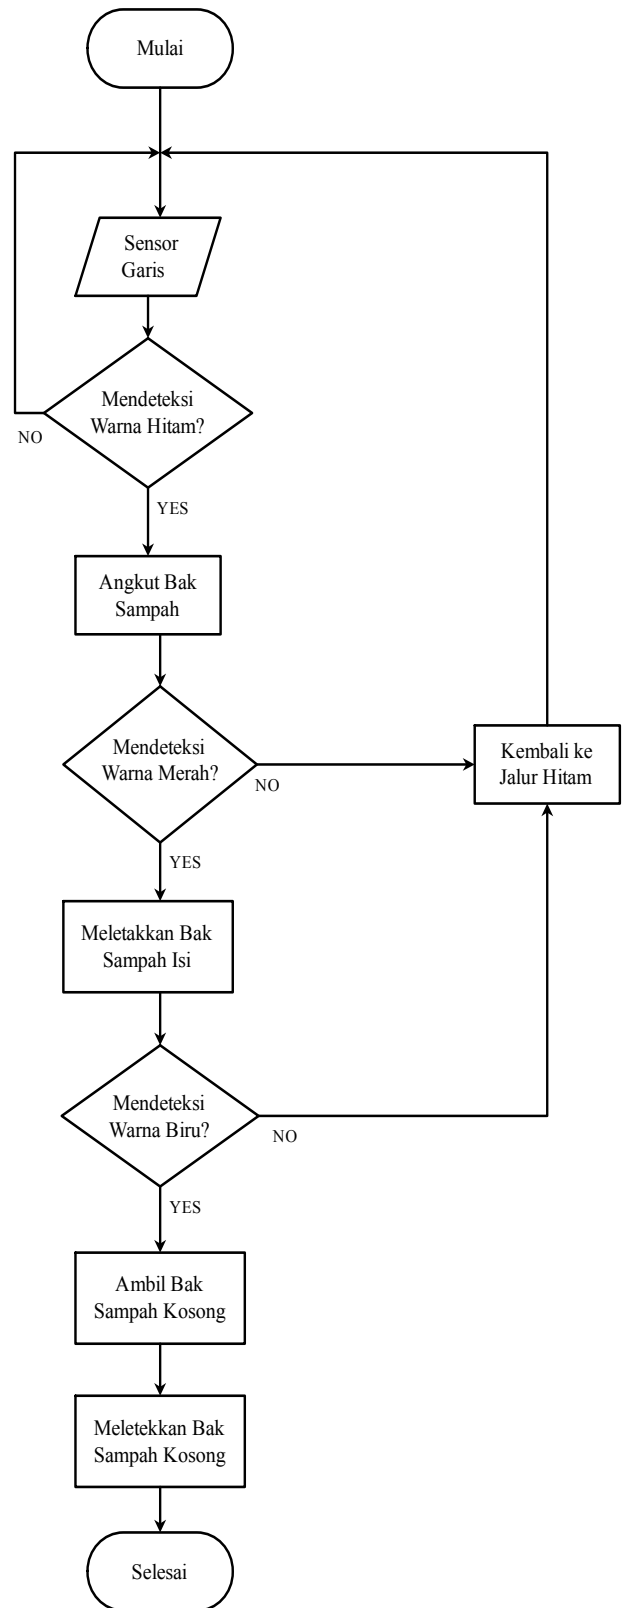 Mulai
Sensor
Garis
Mendeteksi
Warna Hitam?
NO
YES
Angkut Bak
Sampah
Mendeteksi
Warna Merah?
NO
Kembali ke
Jalur Hitam
YES
Meletakkan Bak
Sampah Isi
Mendeteksi
Warna Biru?
NO
YES
Ambil Bak
Sampah Kosong
Meletekkan Bak
Sampah Kosong
Selesai